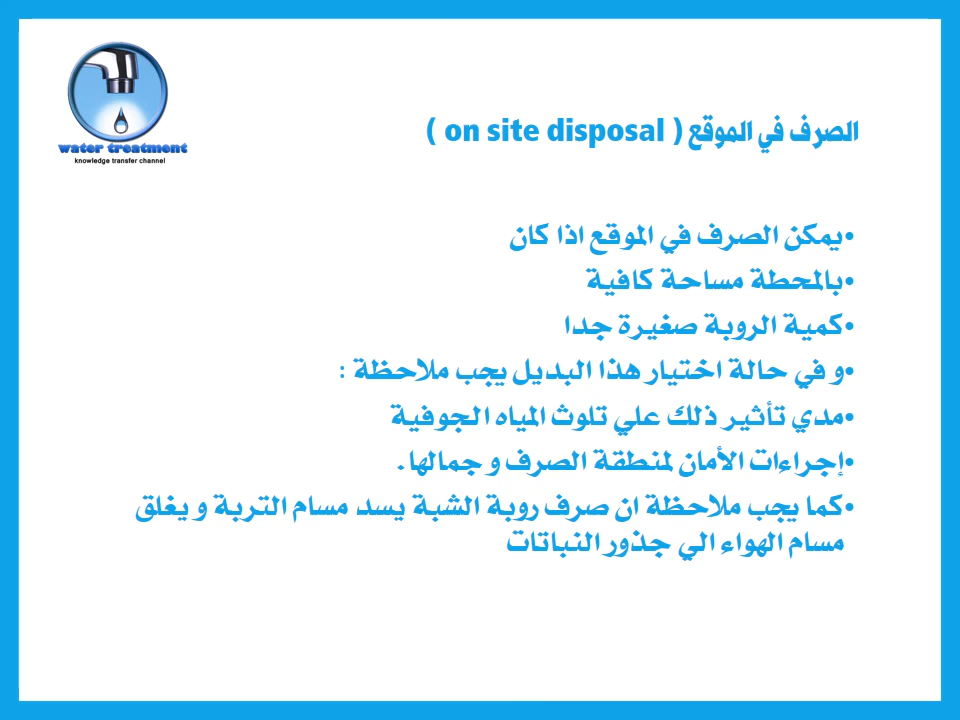 water treatment
knowledge transfer channel
الصرف في الموقع ( on site disposal )
•يمكن الصرف في الموقع اذا كان
•بالمحطة مساحة كافية
•كمية الروبة صغيرة جدا
•و في حالة اختيار هذا البديل يجب ملاحظة :
•مدي تأثير ذلك علي تلوث المياه الجوفية
•إجراءات الأمان لمنطقة الصرف و جمالها.
•كما يجب ملاحظة ان صرف روبة الشبة يسد مسام التربة و يغلق
مسام الهواء الي جذور النباتات